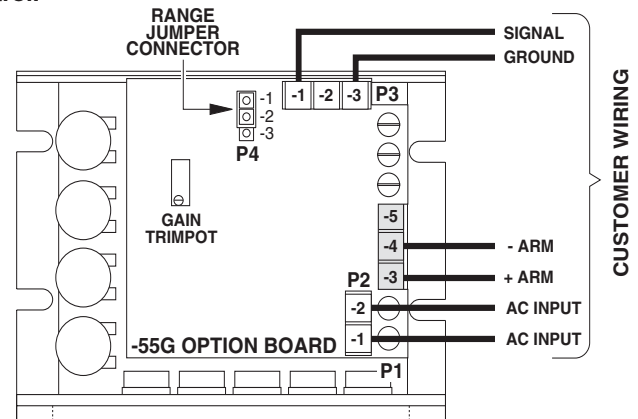 RANGE
JUMPER
CONNECTOR
SIGNAL
GROUND
-1
-2
-3
P4
-1 -2 -3 P3
GAIN
TRIMPOT
-5
-4
-3
- ARM
+ ARM
P2
-2
-1
AC INPUT
AC INPUT
-55G OPTION BOARD
P1
CUSTOMER WIRING